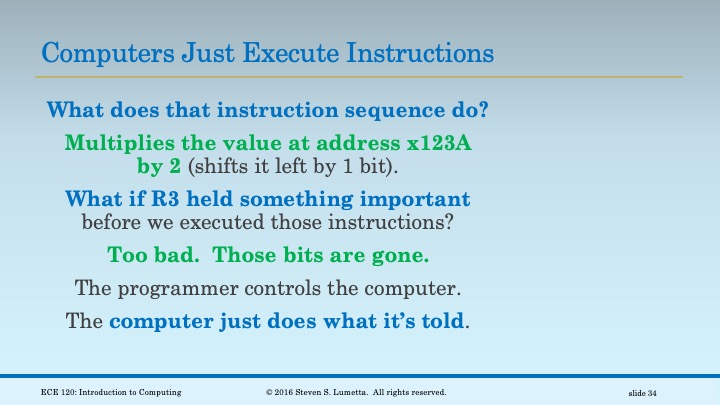 Computers Just Execute Instructions
What does that instruction sequence do?
Multiplies the value at address x123A
by 2 (shifts it left by 1 bit).
What if R3 held something important
before we executed those instructions?
Too bad.  Those bits are gone.
The programmer controls the computer.
The computer just does what it’s told.
ECE 120: Introduction to Computing
© 2016 Steven S. Lumetta.  All rights reserved.
slide 34